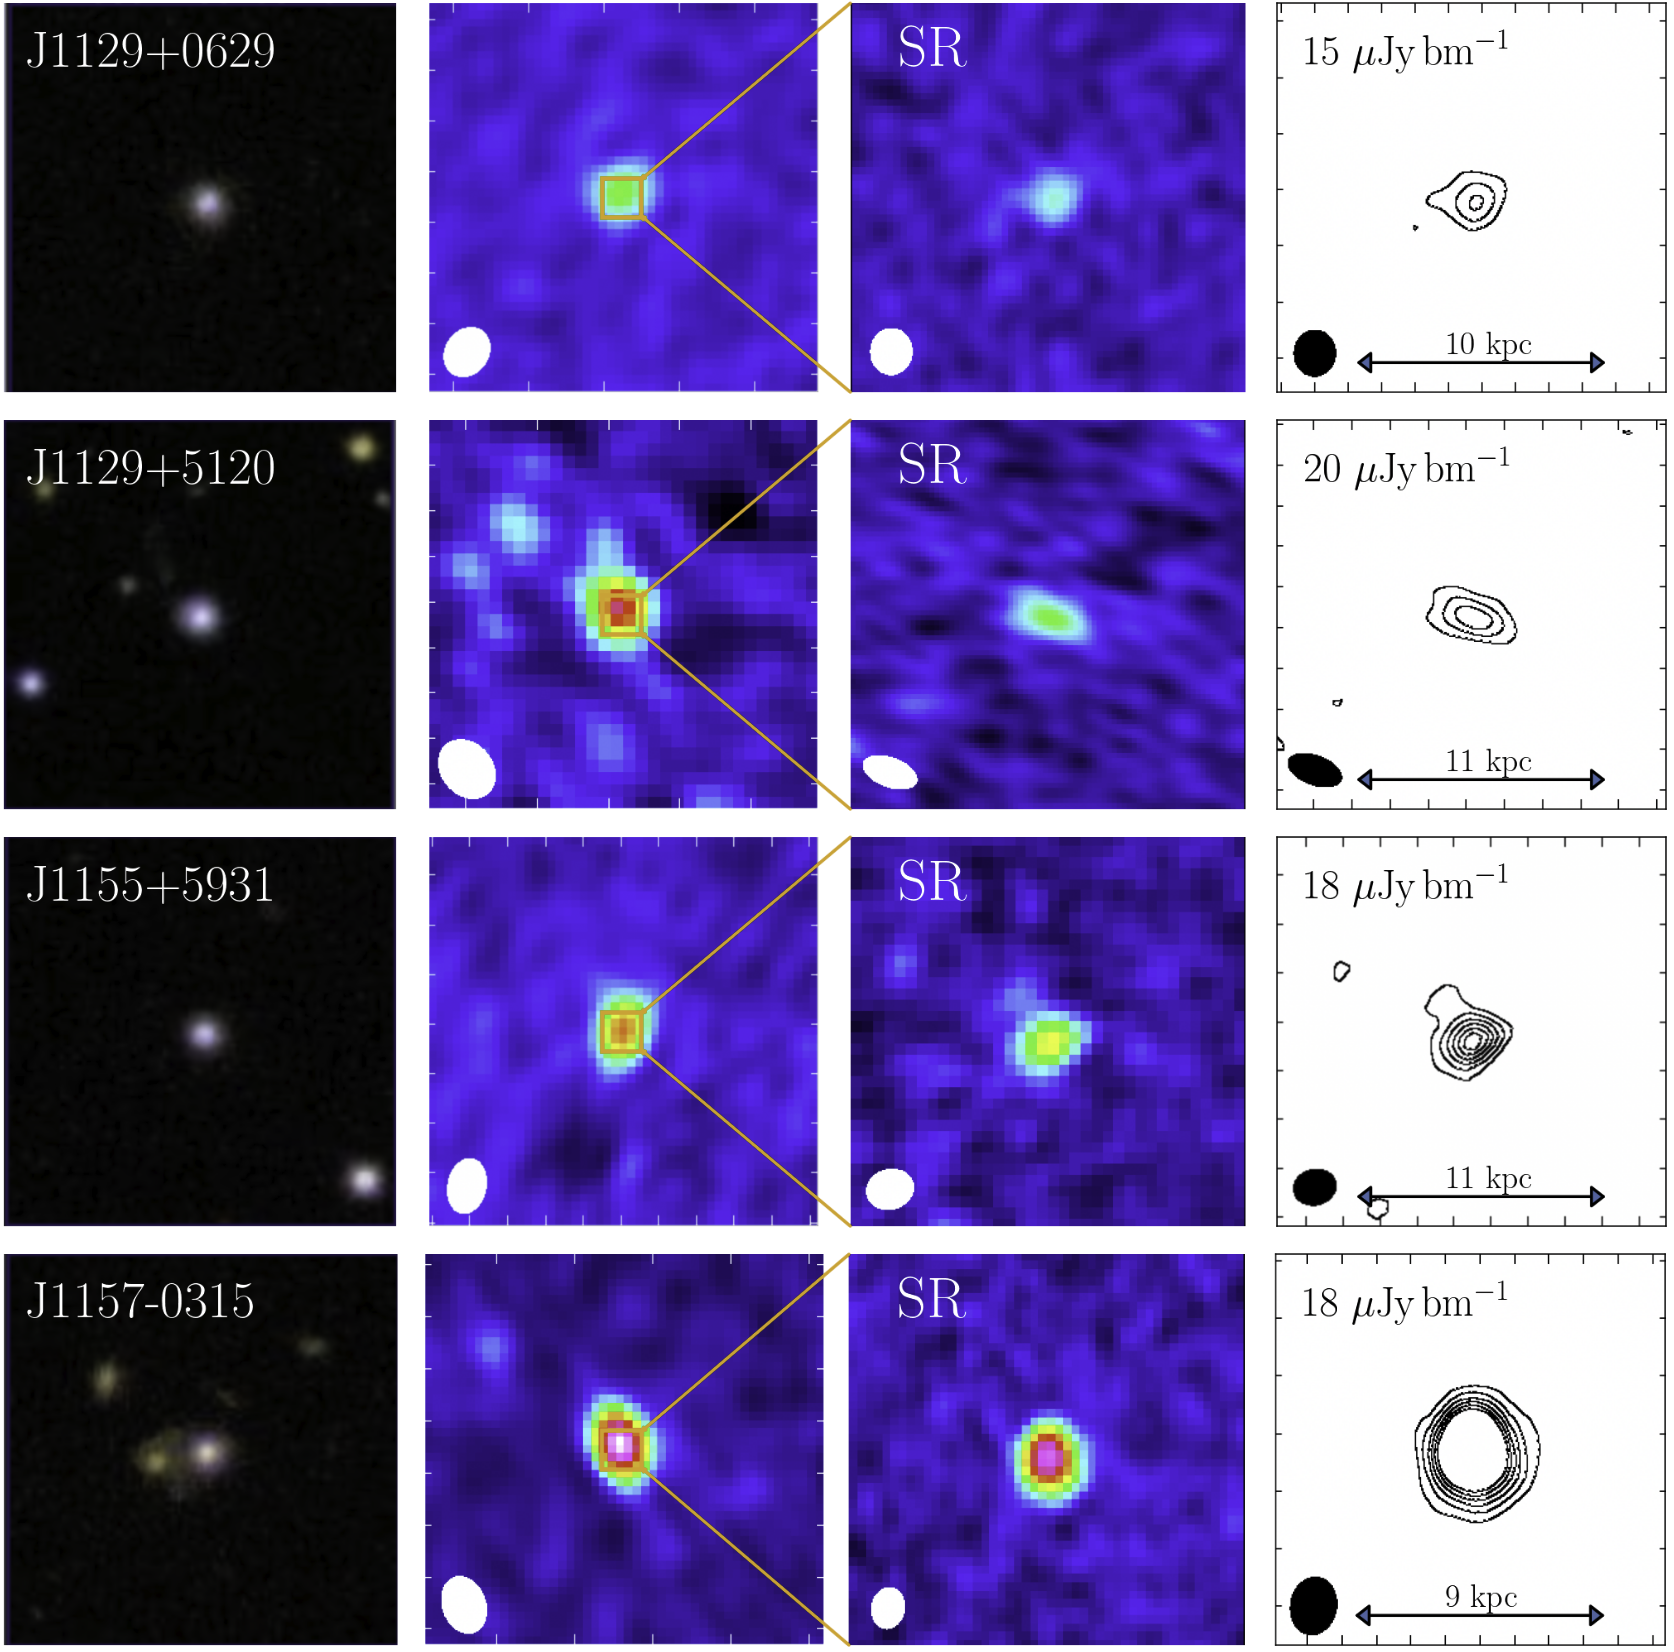 J1129+0629
SR
15 μJy bm⁻¹
10 kpc
J1129+5120
SR
20 μJy bm⁻¹
11 kpc
J1155+5931
SR
18 μJy bm⁻¹
11 kpc
J1157-0315
SR
18 μJy bm⁻¹
9 kpc